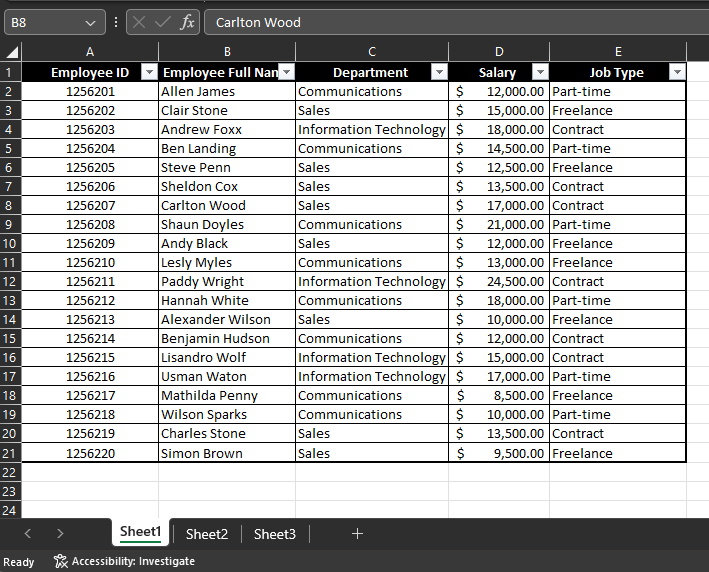 B8 fx Carlton Wood
A B C D E
1 Employee ID Employee Full Nan Department Salary Job Type
2 1256201 Allen James Communications $ 12,000.00 Part-time
3 1256202 Clair Stone Sales $ 15,000.00 Freelance
4 1256203 Andrew Foxx Information Technology $ 18,000.00 Contract
5 1256204 Ben Landing Communications $ 14,500.00 Part-time
6 1256205 Steve Penn Sales $ 12,500.00 Freelance
7 1256206 Sheldon Cox Sales $ 13,500.00 Contract
8 1256207 Carlton Wood Sales $ 17,000.00 Contract
9 1256208 Shaun Doyles Communications $ 21,000.00 Part-time
10 1256209 Andy Black Sales $ 12,000.00 Freelance
11 1256210 Lesly Myles Communications $ 13,000.00 Freelance
12 1256211 Paddy Wright Information Technology $ 24,500.00 Contract
13 1256212 Hannah White Communications $ 18,000.00 Part-time
14 1256213 Alexander Wilson Sales $ 10,000.00 Freelance
15 1256214 Benjamin Hudson Communications $ 12,000.00 Contract
16 1256215 Lisandro Wolf Information Technology $ 15,000.00 Contract
17 1256216 Usman Waton Information Technology $ 17,000.00 Part-time
18 1256217 Mathilda Penny Communications $ 8,500.00 Freelance
19 1256218 Wilson Sparks Communications $ 10,000.00 Part-time
20 1256219 Charles Stone Sales $ 13,500.00 Contract
21 1256220 Simon Brown Sales $ 9,500.00 Freelance
22
23
24
Sheet1 Sheet2 Sheet3 +
Ready Accessibility: Investigate